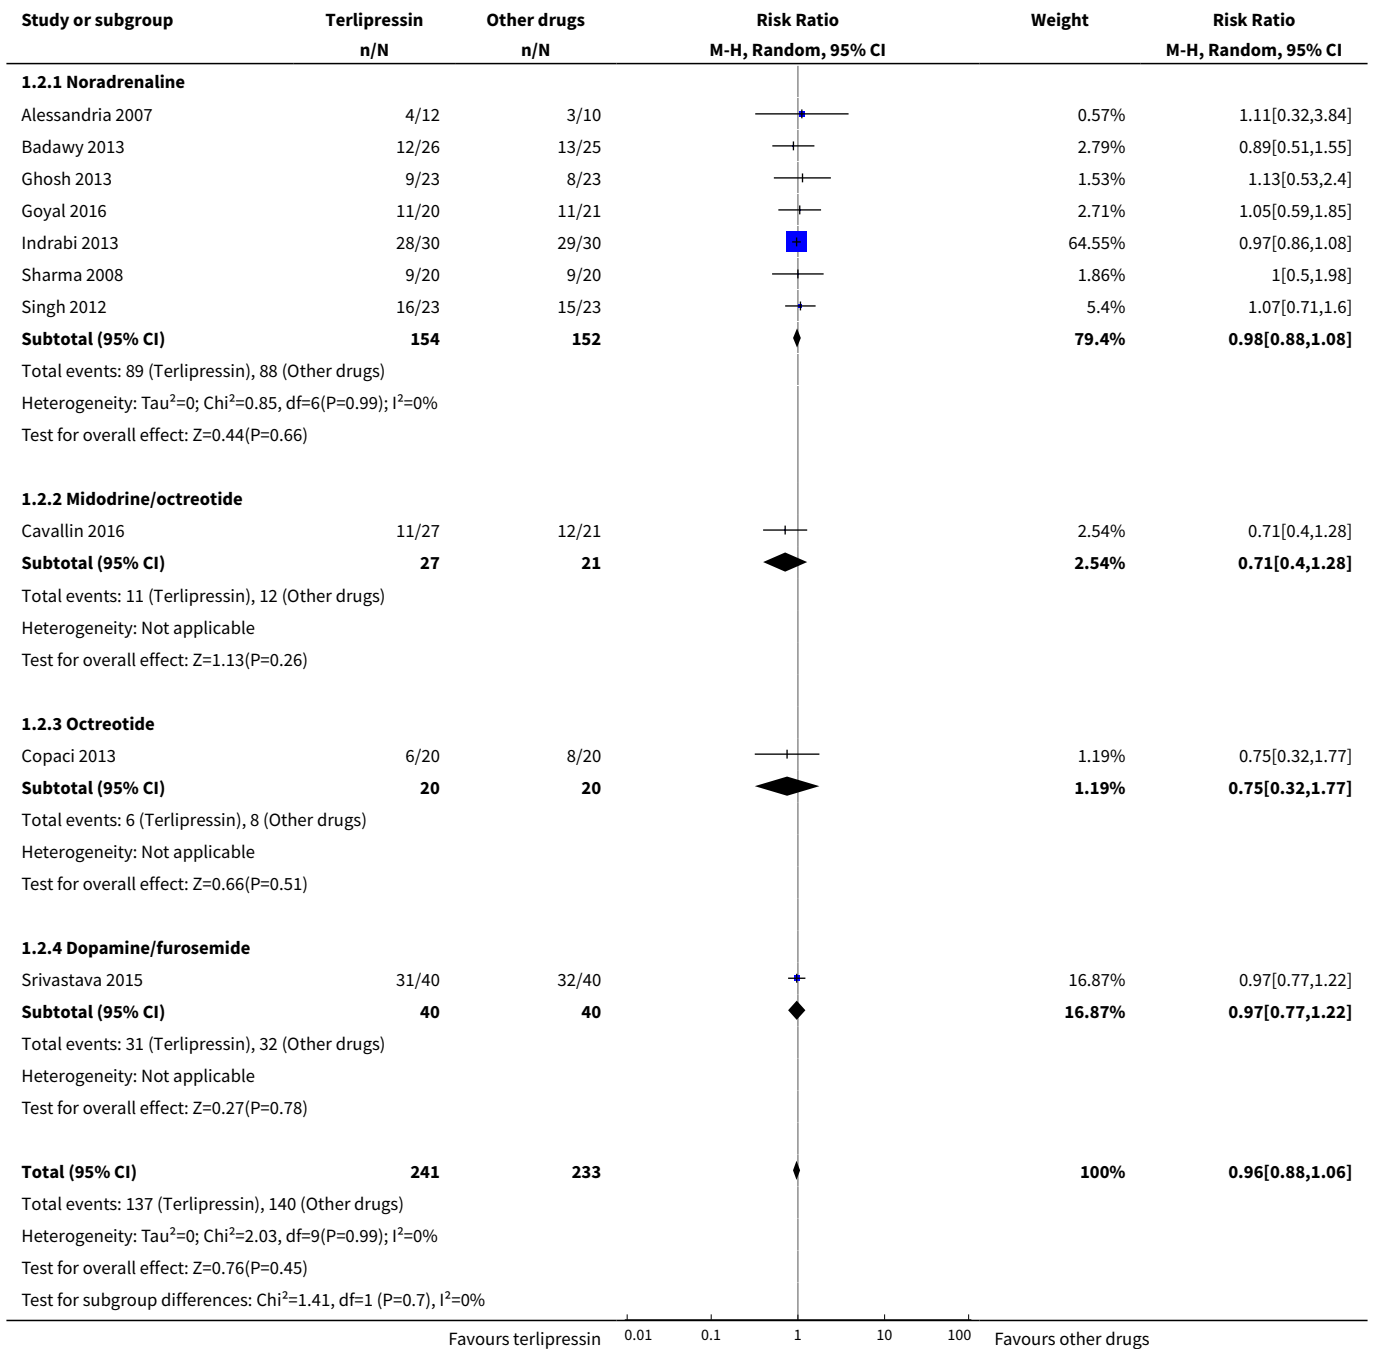 Study or subgroup Terlipressin Other drugs Risk Ratio Weight Risk Ratio
n/N n/N M-H, Random, 95% CI M-H, Random, 95% CI
1.2.1 Noradrenaline
Alessandria 2007 4/12 3/10 0.57% 1.11[0.32,3.84]
Badawy 2013 12/26 13/25 2.79% 0.89[0.51,1.55]
Ghosh 2013 9/23 8/23 1.53% 1.13[0.53,2.4]
Goyal 2016 11/20 11/21 2.71% 1.05[0.59,1.85]
Indrabi 2013 28/30 29/30 64.55% 0.97[0.86,1.08]
Sharma 2008 9/20 9/20 1.86% 1[0.5,1.98]
Singh 2012 16/23 15/23 5.4% 1.07[0.71,1.6]
Subtotal (95% CI) 154 152 79.4% 0.98[0.88,1.08]
Total events: 89 (Terlipressin), 88 (Other drugs)
Heterogeneity: Tau²=0; Chi²=0.85, df=6(P=0.99); I²=0%
Test for overall effect: Z=0.44(P=0.66)
1.2.2 Midodrine/octreotide
Cavallin 2016 11/27 12/21 2.54% 0.71[0.4,1.28]
Subtotal (95% CI) 27 21 2.54% 0.71[0.4,1.28]
Total events: 11 (Terlipressin), 12 (Other drugs)
Heterogeneity: Not applicable
Test for overall effect: Z=1.13(P=0.26)
1.2.3 Octreotide
Copaci 2013 6/20 8/20 1.19% 0.75[0.32,1.77]
Subtotal (95% CI) 20 20 1.19% 0.75[0.32,1.77]
Total events: 6 (Terlipressin), 8 (Other drugs)
Heterogeneity: Not applicable
Test for overall effect: Z=0.66(P=0.51)
1.2.4 Dopamine/furosemide
Srivastava 2015 31/40 32/40 16.87% 0.97[0.77,1.22]
Subtotal (95% CI) 40 40 16.87% 0.97[0.77,1.22]
Total events: 31 (Terlipressin), 32 (Other drugs)
Heterogeneity: Not applicable
Test for overall effect: Z=0.27(P=0.78)
Total (95% CI) 241 233 100% 0.96[0.88,1.06]
Total events: 137 (Terlipressin), 140 (Other drugs)
Heterogeneity: Tau²=0; Chi²=2.03, df=9(P=0.99); I²=0%
Test for overall effect: Z=0.76(P=0.45)
Test for subgroup differences: Chi²=1.41, df=1 (P=0.7), I²=0%
Favours terlipressin 0.01 0.1 1 10 100 Favours other drugs